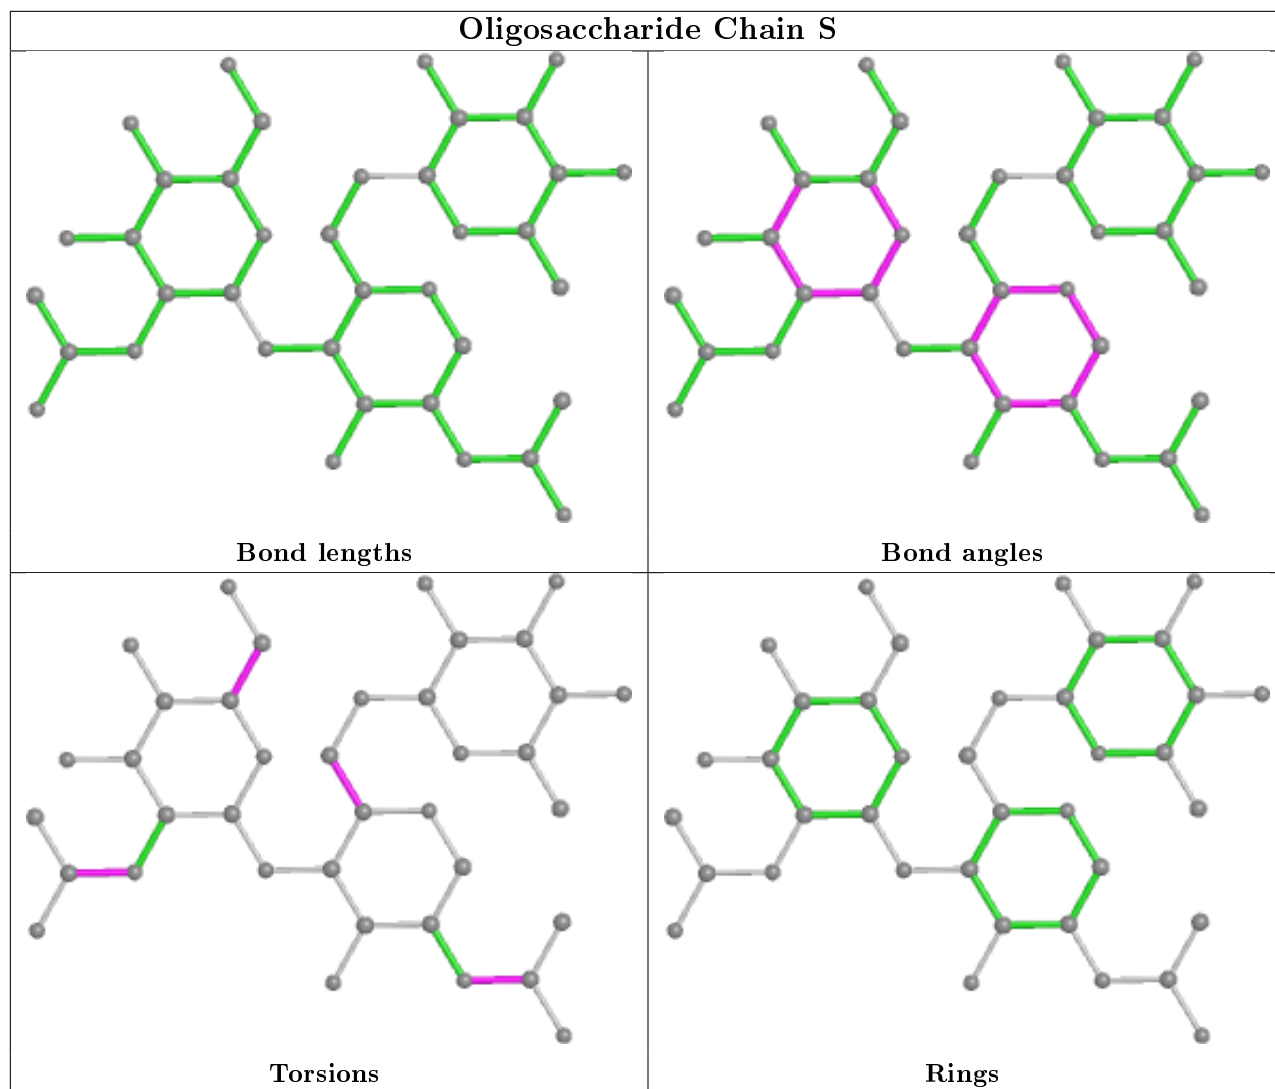 Oligosaccharide Chain S
Bond lengths
Bond angles
Torsions
Rings